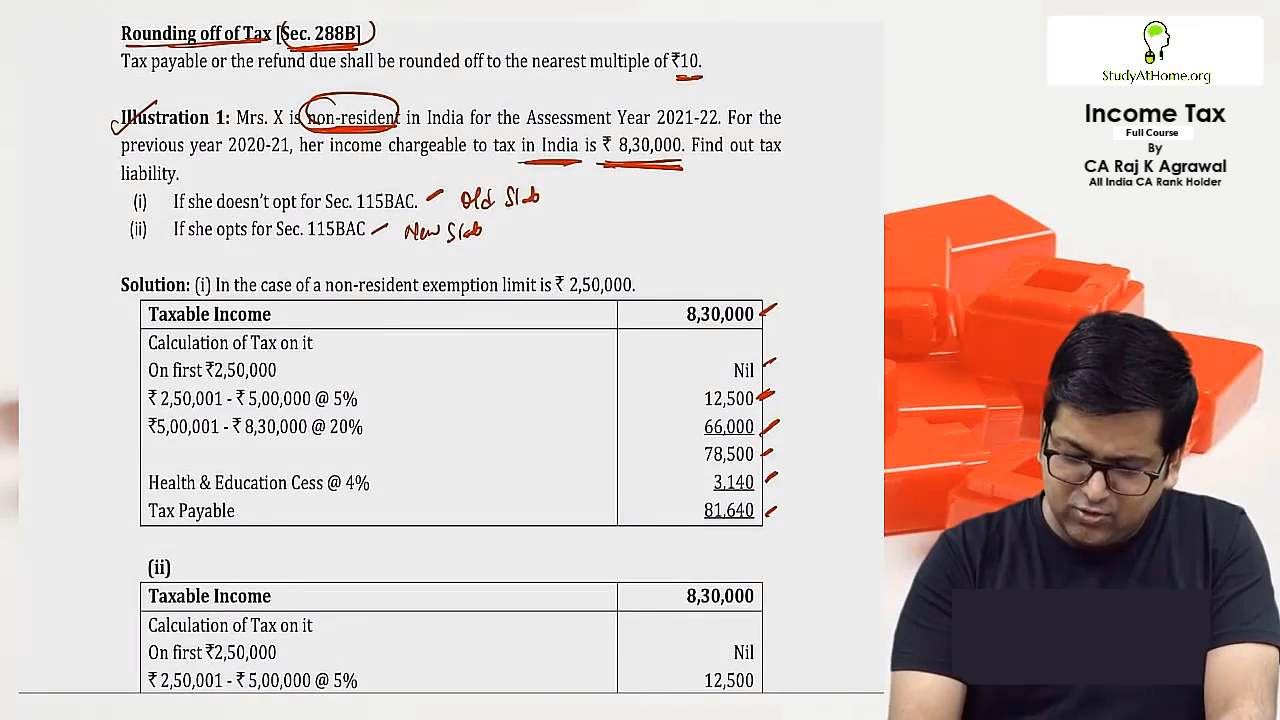 Rounding off of Tax [Sec. 288B]
Tax payable or the refund due shall be rounded off to the nearest multiple of ₹10.
Illustration 1: Mrs. X is non-resident in India for the Assessment Year 2021-22. For the
previous year 2020-21, her income chargeable to tax in India is ₹ 8,30,000. Find out tax
liability.
(i) If she doesn't opt for Sec. 115BAC. Old Slab
(ii) If she opts for Sec. 115BAC New Slab
Solution: (i) In the case of a non-resident exemption limit is ₹ 2,50,000.
Taxable Income 8,30,000
Calculation of Tax on it
On first ₹2,50,000 Nil
₹ 2,50,001 - ₹ 5,00,000 @ 5% 12,500
₹5,00,001 - ₹ 8,30,000 @ 20% 66,000
78,500
Health & Education Cess @ 4% 3,140
Tax Payable 81,640
(ii)
Taxable Income 8,30,000
Calculation of Tax on it
On first ₹2,50,000 Nil
₹ 2,50,001 - ₹ 5,00,000 @ 5% 12,500
StudyAtHome.org
Income Tax
Full Course
By
CA Raj K Agrawal
All India CA Rank Holder